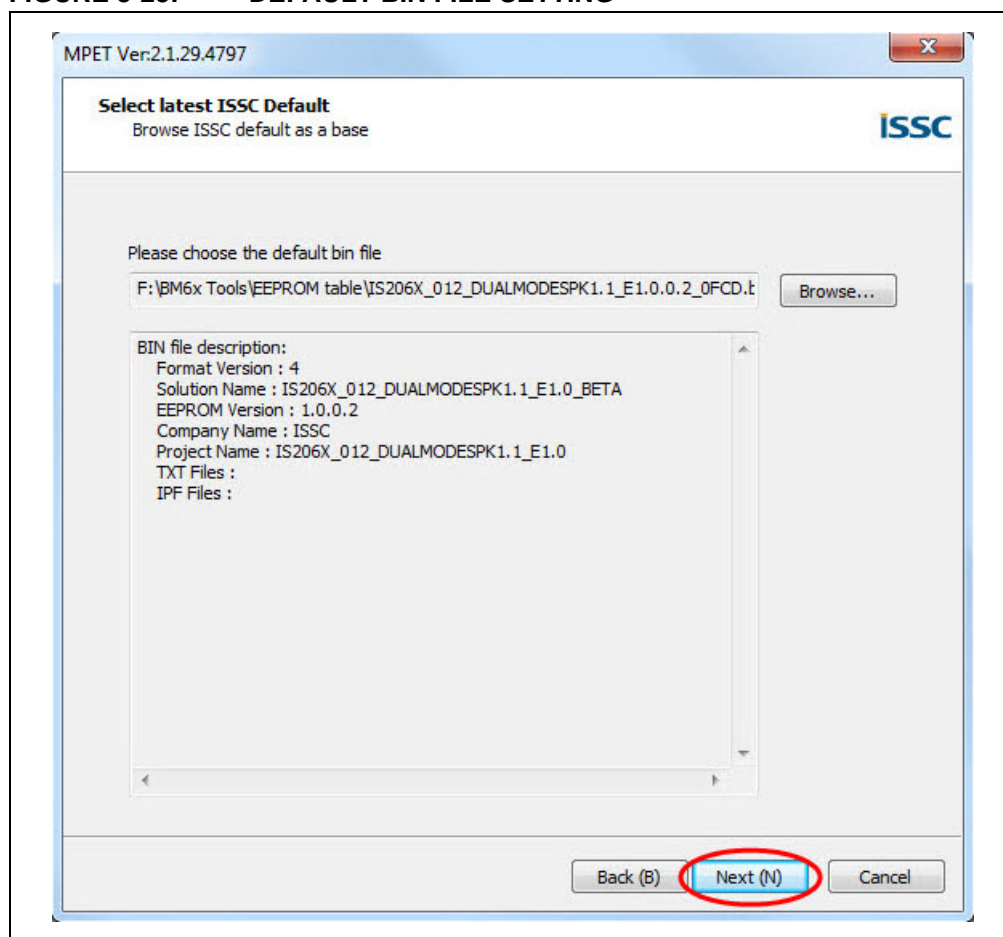 MPET Ver:2.1.29.4797
Select latest ISSC Default
Browse ISSC default as a base
ISSC
Please choose the default bin file
F:\BM6x Tools\EEPROM table\IS206X_012_DUALMODESPK1.1_E1.0.0.2_0FCD.b
Browse...
BIN file description:
Format Version : 4
Solution Name : IS206X_012_DUALMODESPK1.1_E1.0_BETA
EEPROM Version : 1.0.0.2
Company Name : ISSC
Project Name : IS206X_012_DUALMODESPK1.1_E1.0
TXT Files :
IPF Files :
Back (B) Next (N) Cancel